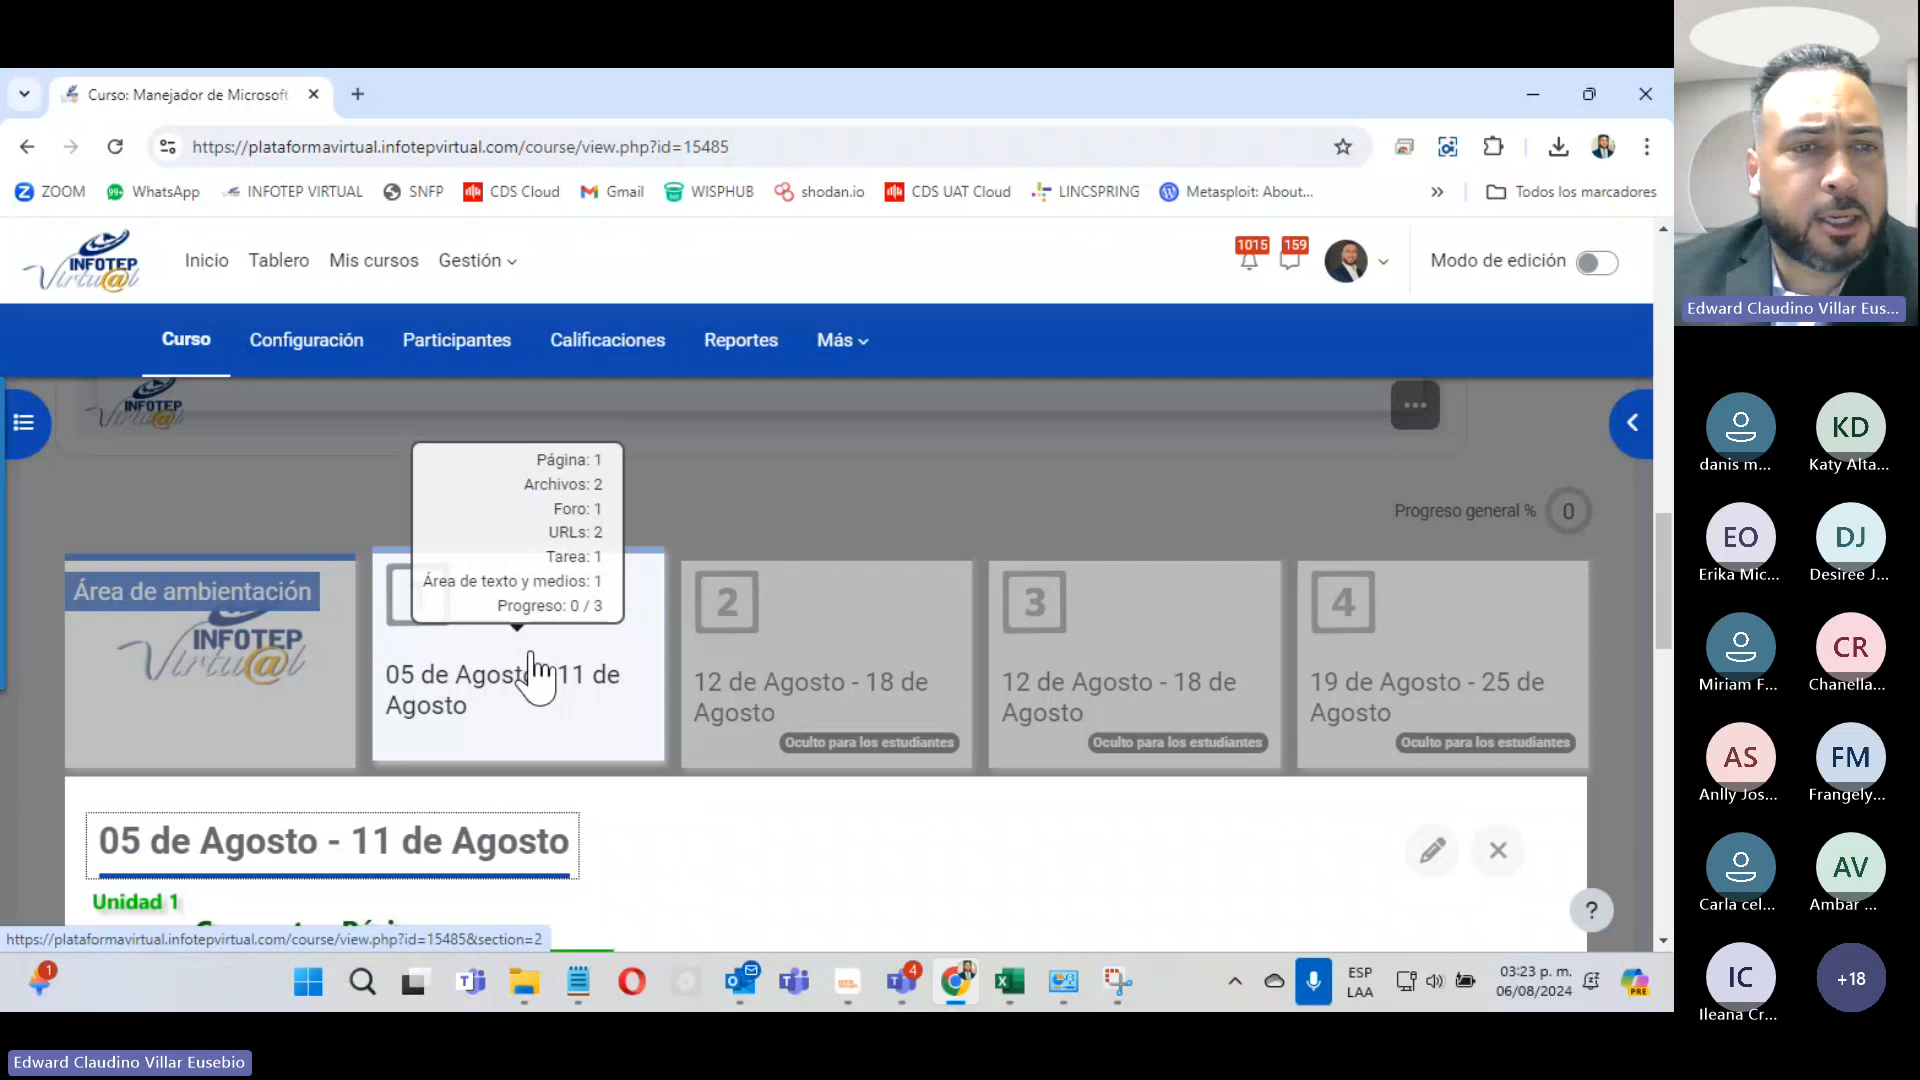 Curso: Manejador de Microsoft
https://plataformavirtual.infotepvirtual.com/course/view.php?id=15485
ZOOM
99+
WhatsApp
INFOTEP VIRTUAL
SNFP
CDS Cloud
Gmail
WISPHUB
shodan.io
CDS UAT Cloud
LINCSPRING
Metasploit: About...
Todos los marcadores
INFOTEP
Virtu@l
Inicio
Tablero
Mis cursos
Gestión
1015
159
Modo de edición
Curso
Configuración
Participantes
Calificaciones
Reportes
Más
INFOTEP
Virtu@l
Página: 1
Archivos: 2
Foro: 1
URLs: 2
Tarea: 1
Área de texto y medios: 1
Progreso: 0 / 3
Progreso general %
0
Área de ambientación
INFOTEP
Virtu@l
05 de Agosto - 11 de
Agosto
2
12 de Agosto - 18 de
Agosto
Oculto para los estudiantes
3
12 de Agosto - 18 de
Agosto
Oculto para los estudiantes
4
19 de Agosto - 25 de
Agosto
Oculto para los estudiantes
05 de Agosto - 11 de Agosto
Unidad 1
?
https://plataformavirtual.infotepvirtual.com/course/view.php?id=15485&section=2
1
4
ESP
LAA
03:23 p. m.
06/08/2024
PRE
Edward Claudino Villar Eusebio
Edward Claudino Villar Eus...
danis m...
KD
Katy Alta...
EO
Erika Mic...
DJ
Desiree J...
Miriam F...
CR
Chanella...
AS
Anlly Jos...
FM
Frangely...
Carla cel...
AV
Ambar ...
IC
Ileana Cr...
+18